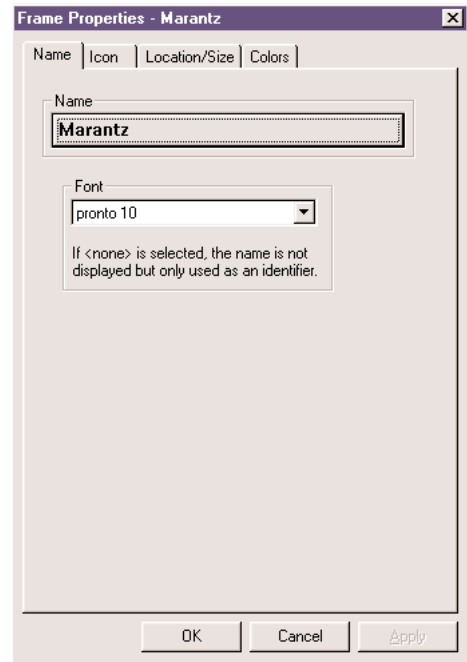 Frame Properties - Marantz
Name Icon Location/Size Colors
Name
Marantz
Font
pronto 10
If <none> is selected, the name is not
displayed but only used as an identifier.
OK Cancel Apply